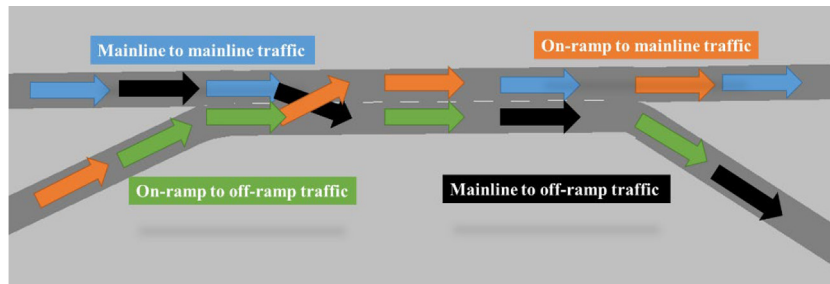 Mainline to mainline traffic
On-ramp to mainline traffic
On-ramp to off-ramp traffic
Mainline to off-ramp traffic